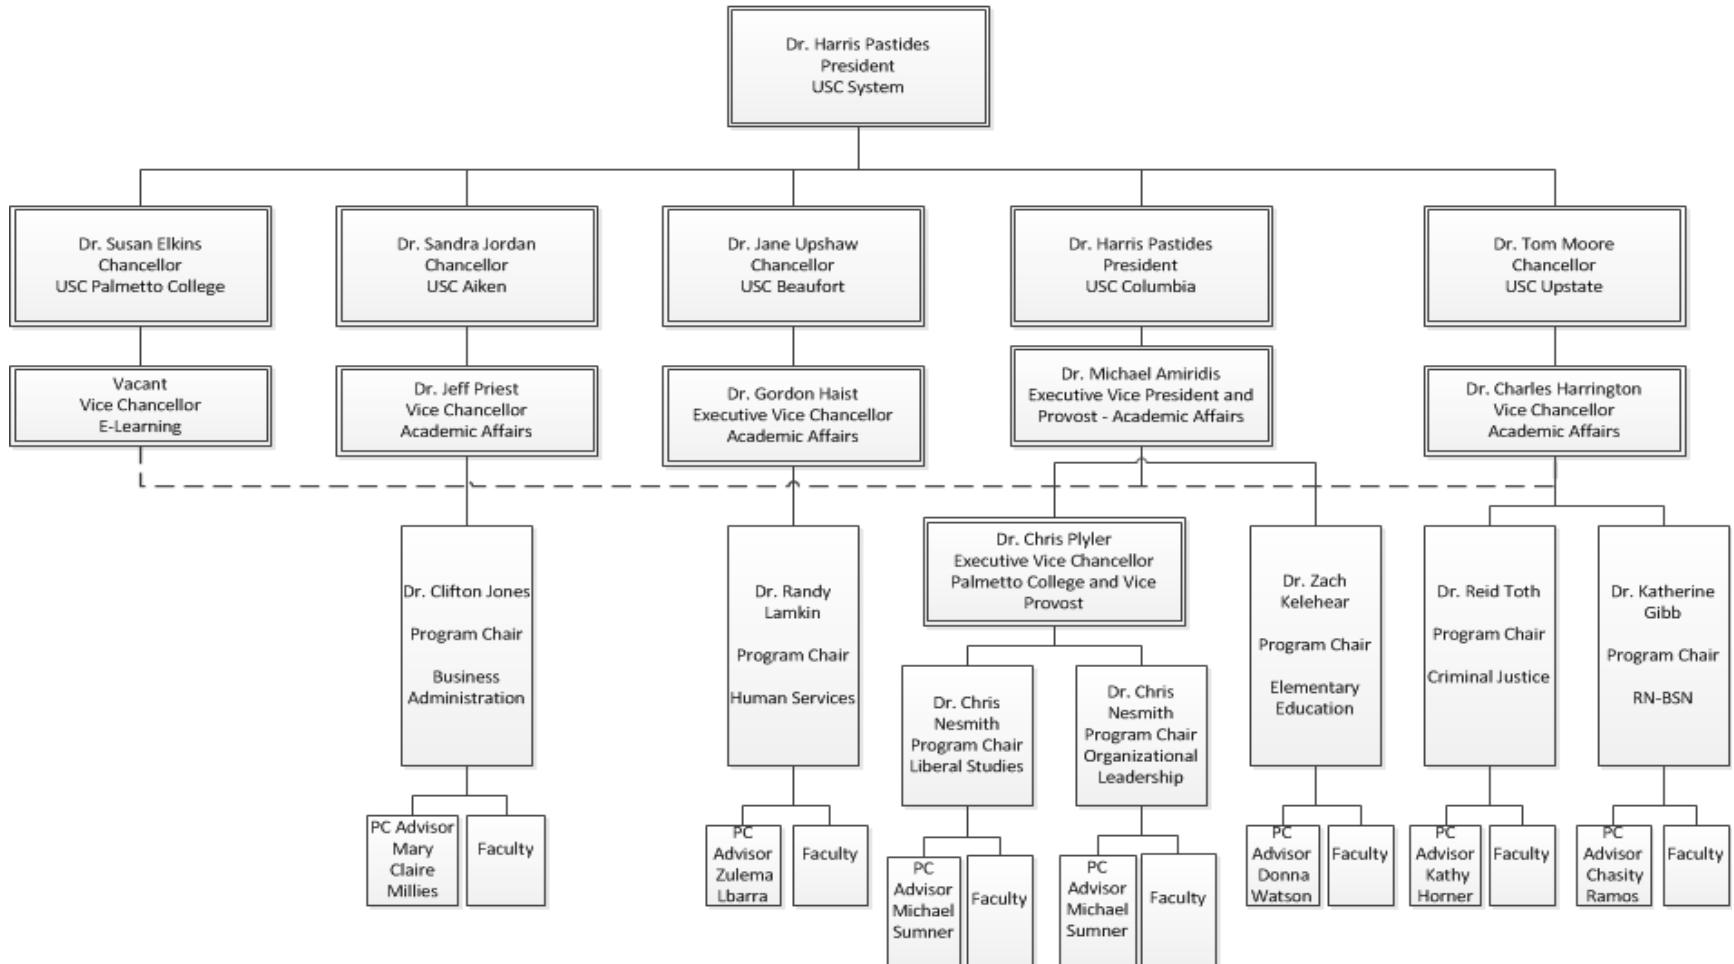 Dr. Harris Pastides
President
USC System
Dr. Susan Elkins
Chancellor
USC Palmetto College
Dr. Sandra Jordan
Chancellor
USC Aiken
Dr. Jane Upshaw
Chancellor
USC Beaufort
Dr. Harris Pastides
President
USC Columbia
Dr. Tom Moore
Chancellor
USC Upstate
Vacant
Vice Chancellor
E-Learning
Dr. Jeff Priest
Vice Chancellor
Academic Affairs
Dr. Gordon Haist
Executive Vice Chancellor
Academic Affairs
Dr. Michael Amiridis
Executive Vice President and
Provost - Academic Affairs
Dr. Charles Harrington
Vice Chancellor
Academic Affairs
Dr. Clifton Jones
Program Chair
Business
Administration
Dr. Randy
Lamkin
Program Chair
Human Services
Dr. Chris Plyler
Executive Vice Chancellor
Palmetto College and Vice
Provost
Dr. Zach
Kelehear
Program Chair
Elementary
Education
Dr. Reid Toth
Program Chair
Criminal Justice
Dr. Katherine
Gibb
Program Chair
RN-BSN
Dr. Chris
Nesmith
Program Chair
Liberal Studies
Dr. Chris
Nesmith
Program Chair
Organizational
Leadership
PC Advisor
Mary
Claire
Millies
Faculty
PC
Advisor
Zulema
Lbarra
Faculty
PC
Advisor
Michael
Sumner
Faculty
PC
Advisor
Michael
Sumner
Faculty
PC
Advisor
Donna
Watson
Faculty
PC
Advisor
Kathy
Horner
Faculty
PC
Advisor
Chasity
Ramos
Faculty